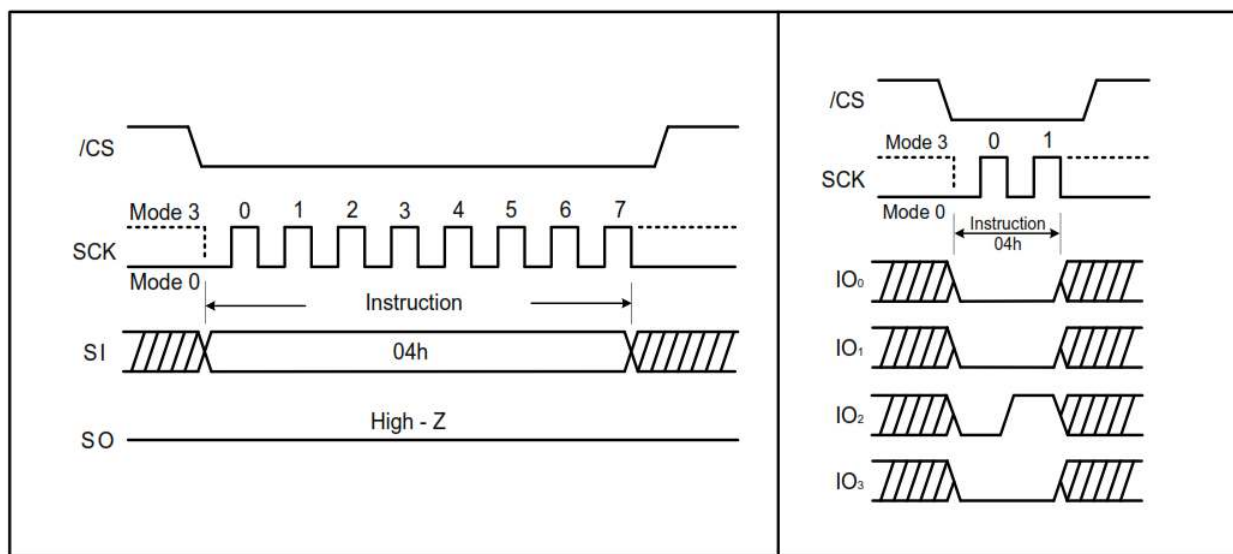 /CS
Mode 3 0 1 2 3 4 5 6 7
SCK
Mode 0
Instruction
SI 04h
High - Z
SO
/CS
Mode 3 0 1
SCK
Mode 0
Instruction
04h
IO₀
IO₁
IO₂
IO₃